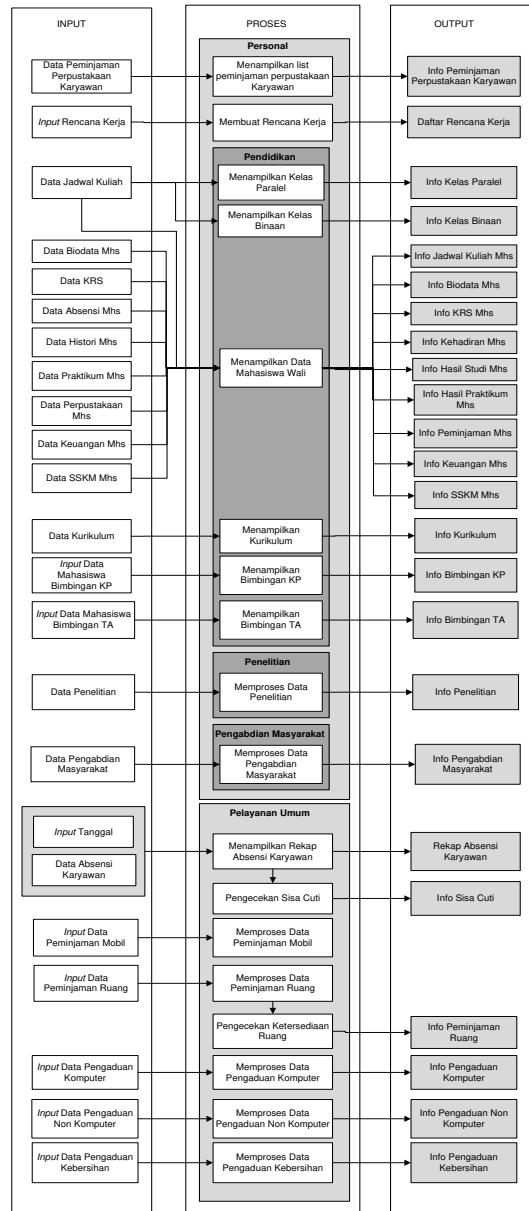 INPUT
PROSES
OUTPUT
Personal
Data Peminjaman
Perpustakaan
Karyawan
Menampilkan list
peminjaman perpustakaan
Karyawan
Info Peminjaman
Perpustakaan Karyawan
Input Rencana Kerja
Membuat Rencana Kerja
Daftar Rencana Kerja
Pendidikan
Data Jadwal Kuliah
Menampilkan Kelas
Paralel
Info Kelas Paralel
Menampilkan Kelas
Binaan
Info Kelas Binaan
Data Biodata Mhs
Data KRS
Data Absensi Mhs
Data Histori Mhs
Data Praktikum Mhs
Data Perpustakaan
Mhs
Data Keuangan Mhs
Data SSKM Mhs
Menampilkan Data
Mahasiswa Wali
Info Jadwal Kuliah Mhs
Info Biodata Mhs
Info KRS Mhs
Info Kehadiran Mhs
Info Hasil Studi Mhs
Info Hasil Praktikum
Mhs
Info Peminjaman Mhs
Info Keuangan Mhs
Info SSKM Mhs
Data Kurikulum
Menampilkan
Kurikulum
Info Kurikulum
Input Data
Mahasiswa
Bimbingan KP
Menampilkan
Bimbingan KP
Info Bimbingan KP
Input Data Mahasiswa
Bimbingan TA
Menampilkan
Bimbingan TA
Info Bimbingan TA
Penelitian
Data Penelitian
Memproses Data
Penelitian
Info Penelitian
Pengabdian Masyarakat
Data Pengabdian
Masyarakat
Memproses Data
Pengabdian
Masyarakat
Info Pengabdian
Masyarakat
Pelayanan Umum
Input Tanggal
Data Absensi
Karyawan
Menampilkan Rekap
Absensi Karyawan
Rekap Absensi
Karyawan
Pengecekan Sisa Cuti
Info Sisa Cuti
Input Data
Peminjaman Mobil
Memproses Data
Peminjaman Mobil
Input Data
Peminjaman Ruang
Memproses Data
Peminjaman Ruang
Pengecekan Ketersediaan
Ruang
Info Peminjaman
Ruang
Input Data Pengaduan
Komputer
Memproses Data
Pengaduan Komputer
Info Pengaduan
Komputer
Input Data Pengaduan
Non Komputer
Memproses Data
Pengaduan Non Komputer
Info Pengaduan Non
Komputer
Input Data Pengaduan
Kebersihan
Memproses Data
Pengaduan Kebersihan
Info Pengaduan
Kebersihan